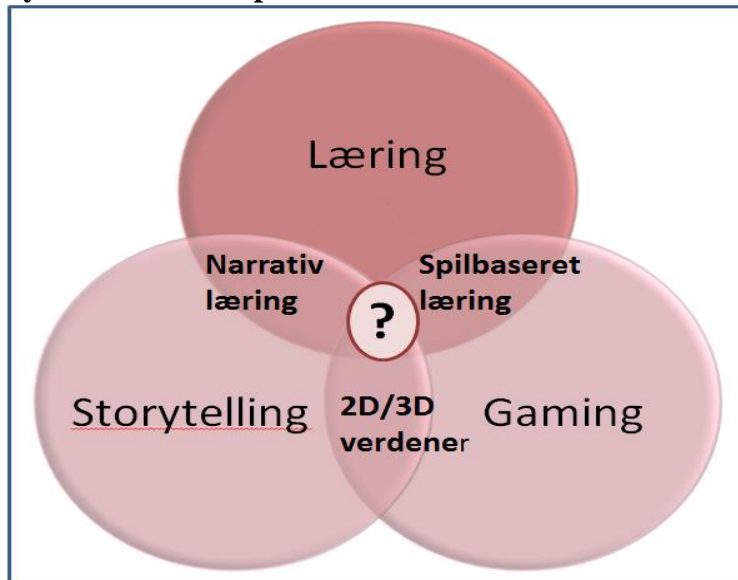 Læring
Narrativ
læring
Spilbaseret
læring
?
Storytelling
2D/3D
verdener
Gaming